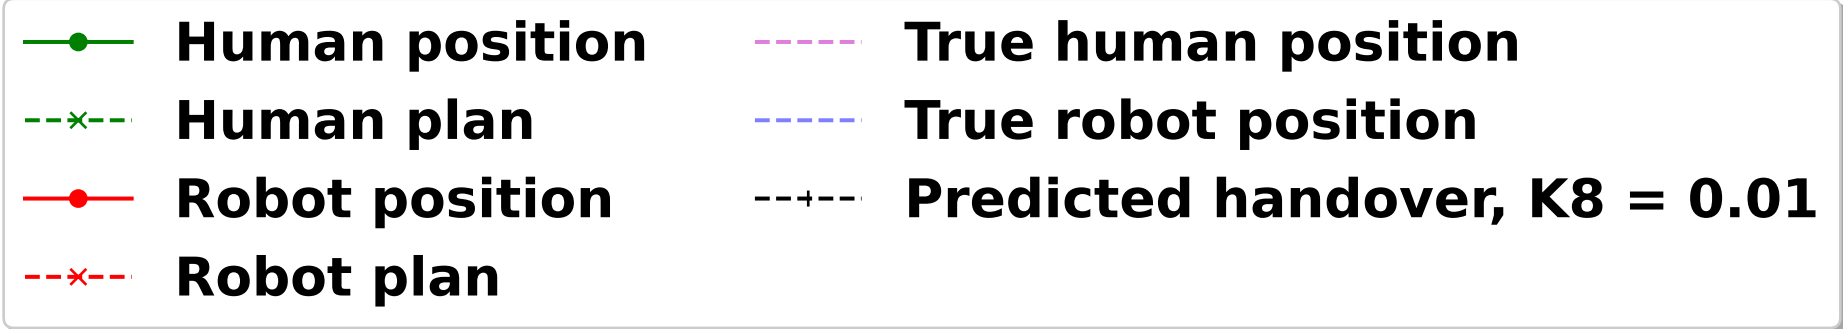 Human position
Human plan
Robot position
Robot plan
True human position
True robot position
Predicted handover, K8 = 0.01